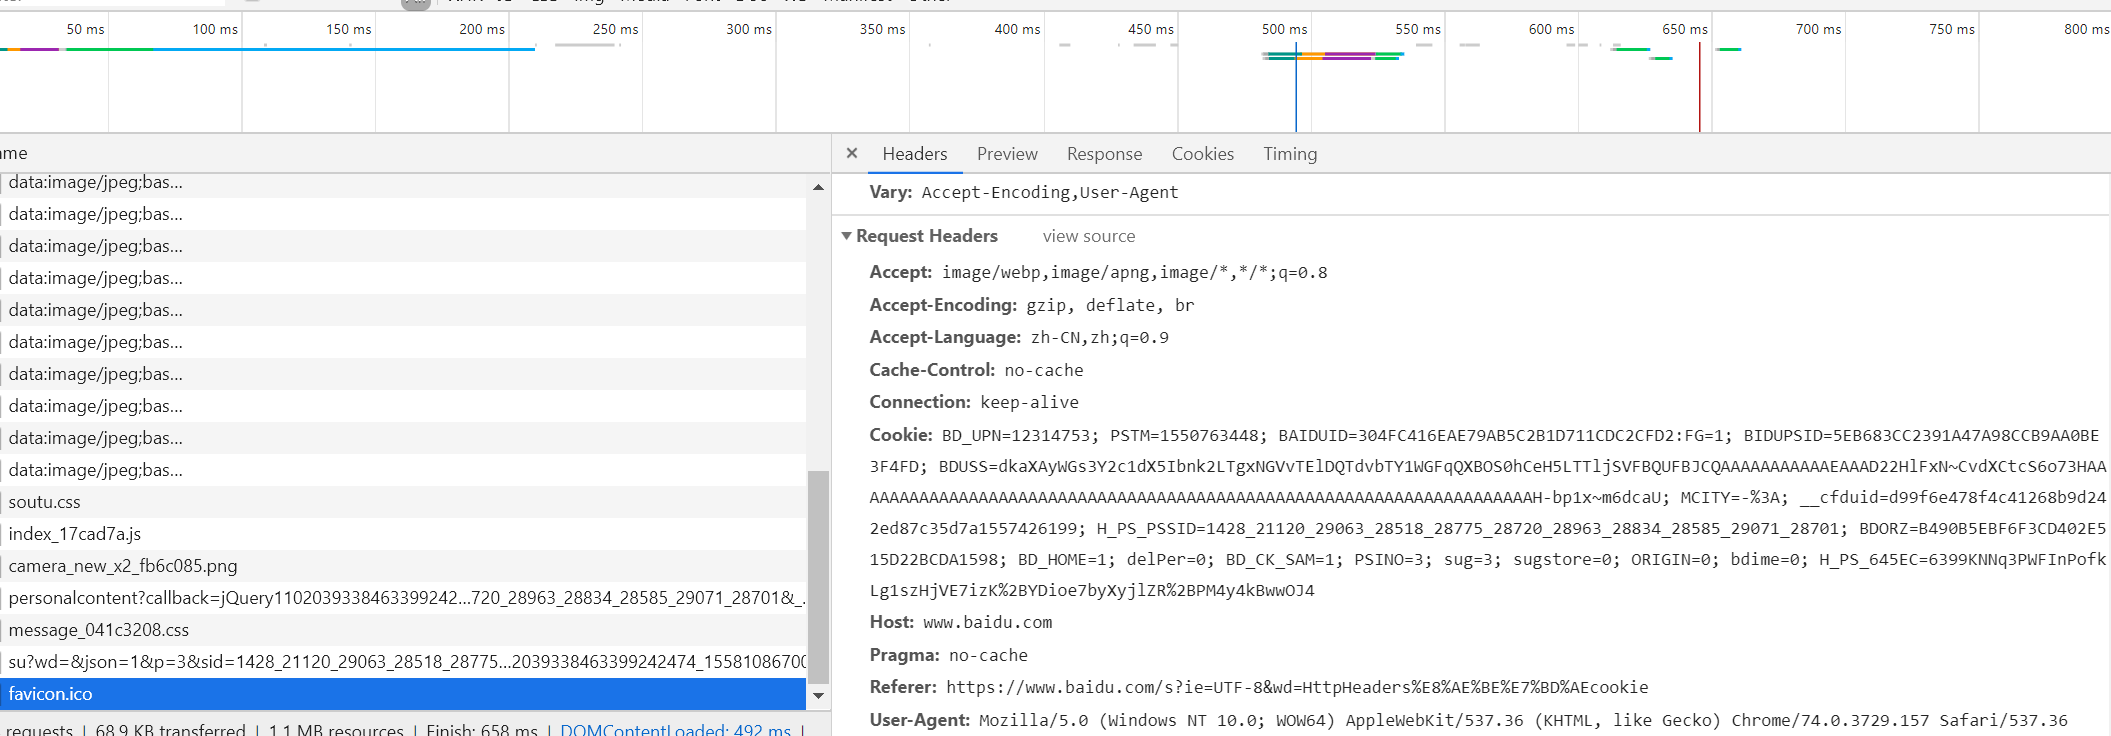 50 ms 100 ms 150 ms 200 ms 250 ms 300 ms 350 ms 400 ms 450 ms 500 ms 550 ms 600 ms 650 ms 700 ms 750 ms 800 ms
ame
Headers Preview Response Cookies Timing
data:image/jpeg;bas...
data:image/jpeg;bas...
data:image/jpeg;bas...
data:image/jpeg;bas...
data:image/jpeg;bas...
data:image/jpeg;bas...
data:image/jpeg;bas...
data:image/jpeg;bas...
data:image/jpeg;bas...
data:image/jpeg;bas...
soutu.css
index_17cad7a.js
camera_new_x2_fb6c085.png
personalcontent?callback=jQuery1102039338463399242...720_28963_28834_28585_29071_28701&_.
message_041c3208.css
su?wd=&json=1&p=3&sid=1428_21120_29063_28518_28775...2039338463399242474_15581086700
favicon.ico
requests | 68.9 KB transferred | 1.1 MB resources | Finish: 658 ms | DOMContentLoaded: 492 ms |
Vary: Accept-Encoding,User-Agent
Request Headers view source
Accept: image/webp,image/apng,image/*,*/*;q=0.8
Accept-Encoding: gzip, deflate, br
Accept-Language: zh-CN,zh;q=0.9
Cache-Control: no-cache
Connection: keep-alive
Cookie: BD_UPN=12314753; PSTM=1550763448; BAIDUID=304FC416EAE79AB5C2B1D711CDC2CFD2:FG=1; BIDUPSID=5EB683CC2391A47A98CCB9AA0BE
3F4FD; BDUSS=dkaXAyWGs3Y2c1dX5Ibnk2LTgxNGVvTElDQTdvbTY1WGFqQXBOS0hCeH5LTTljSVFBQUFBJCQAAAAAAAAAAAEAAAD22HlFxN~CvdXCtcS6o73HAA
AAAAAAAAAAAAAAAAAAAAAAAAAAAAAAAAAAAAAAAAAAAAAAAAAAAAAAAAAAAAAAAAAAAH-bp1x~m6dcaU; MCITY=-%3A; __cfduid=d99f6e478f4c41268b9d24
2ed87c35d7a1557426199; H_PS_PSSID=1428_21120_29063_28518_28775_28720_28963_28834_28585_29071_28701; BDORZ=B490B5EBF6F3CD402E5
15D22BCDA1598; BD_HOME=1; delPer=0; BD_CK_SAM=1; PSINO=3; sug=3; sugstore=0; ORIGIN=0; bdime=0; H_PS_645EC=6399KNNq3PWFInPofk
Lg1szHjVE7izK%2BYDioe7byXyjlZR%2BPM4y4kBwwOJ4
Host: www.baidu.com
Pragma: no-cache
Referer: https://www.baidu.com/s?ie=UTF-8&wd=HttpHeaders%E8%AE%BE%E7%BD%AEcookie
User-Agent: Mozilla/5.0 (Windows NT 10.0; WOW64) AppleWebKit/537.36 (KHTML, like Gecko) Chrome/74.0.3729.157 Safari/537.36